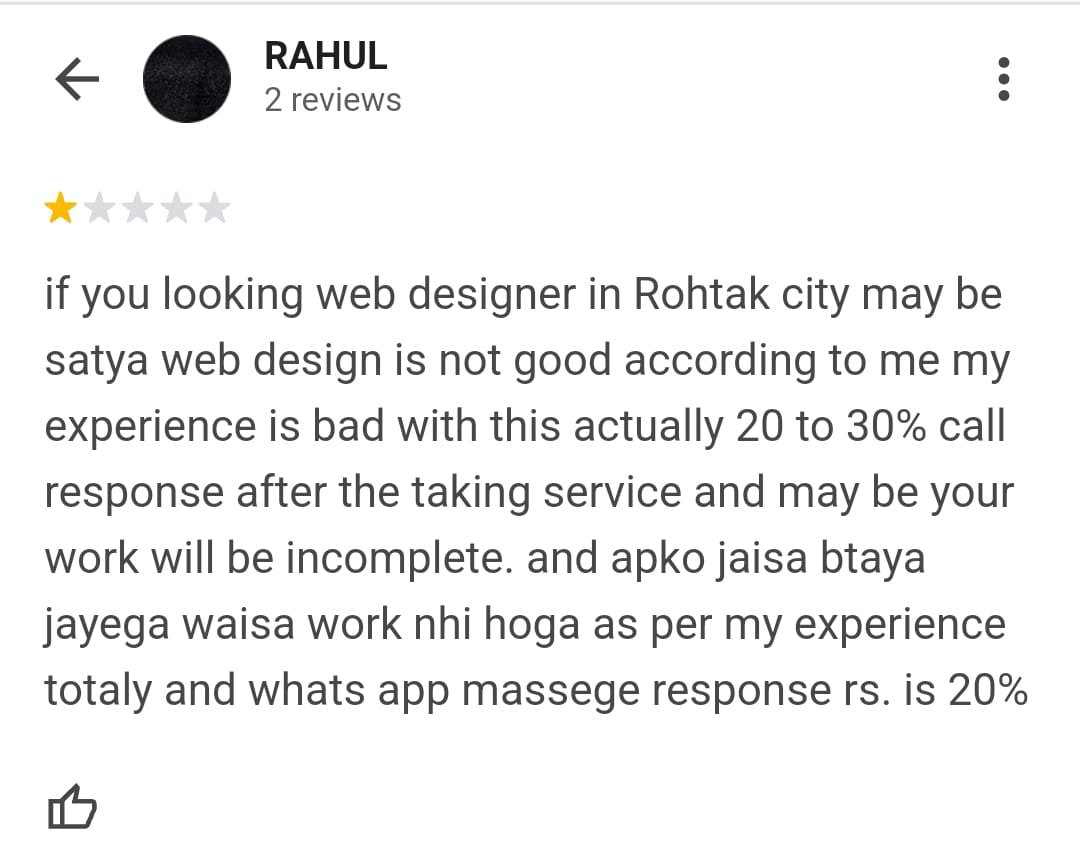 RAHUL
2 reviews
if you looking web designer in Rohtak city may be
satya web design is not good according to me my
experience is bad with this actually 20 to 30% call
response after the taking service and may be your
work will be incomplete. and apko jaisa btaya
jayega waisa work nhi hoga as per my experience
totaly and whats app massege response rs. is 20%